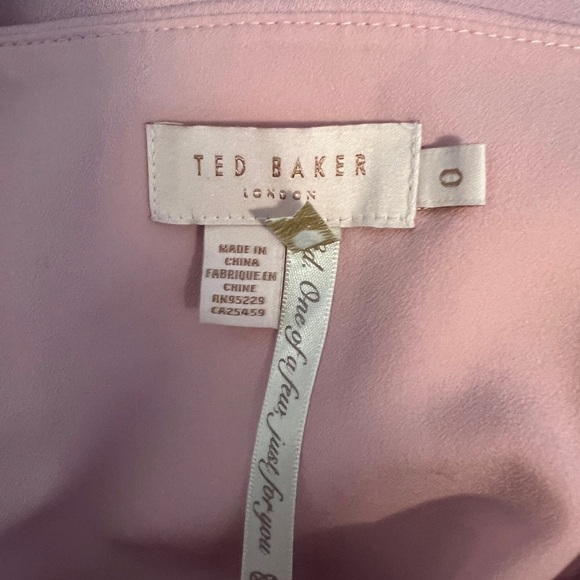 TED BAKER
LONDON
0
MADE IN
CHINA
FABRIQUE EN
CHINE
RN95229
CA25459
One of a few, just for you